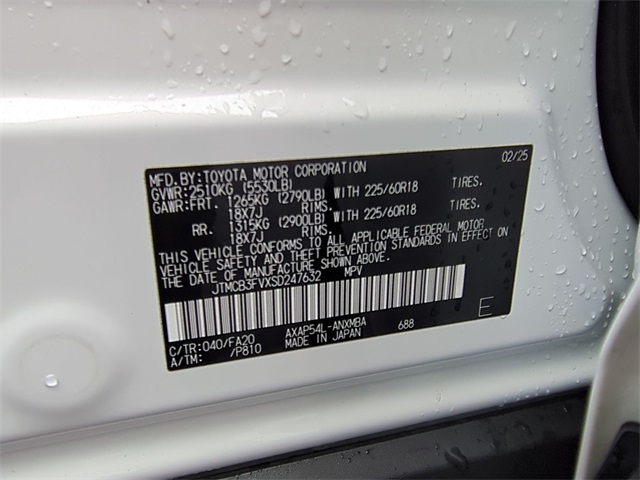 MFD.BY:TOYOTA MOTOR CORPORATION 02/25
GVWR:2510KG (5530LB)
GAWR:FRT. 1265KG (2790LB) WITH 225/60R18 TIRES.
18X7J RIMS.
RR. 1315KG (2900LB) WITH 225/60R18 TIRES.
18X7J RIMS.
THIS VEHICLE CONFORMS TO ALL APPLICABLE FEDERAL MOTOR
VEHICLE SAFETY AND THEFT PREVENTION STANDARDS IN EFFECT ON
THE DATE OF MANUFACTURE SHOWN ABOVE.
JTMCB3FVXSD247632 MPV
E
C/TR:040/FA20 AXAP54L-ANXMBA 688
A/TM: /P810 MADE IN JAPAN